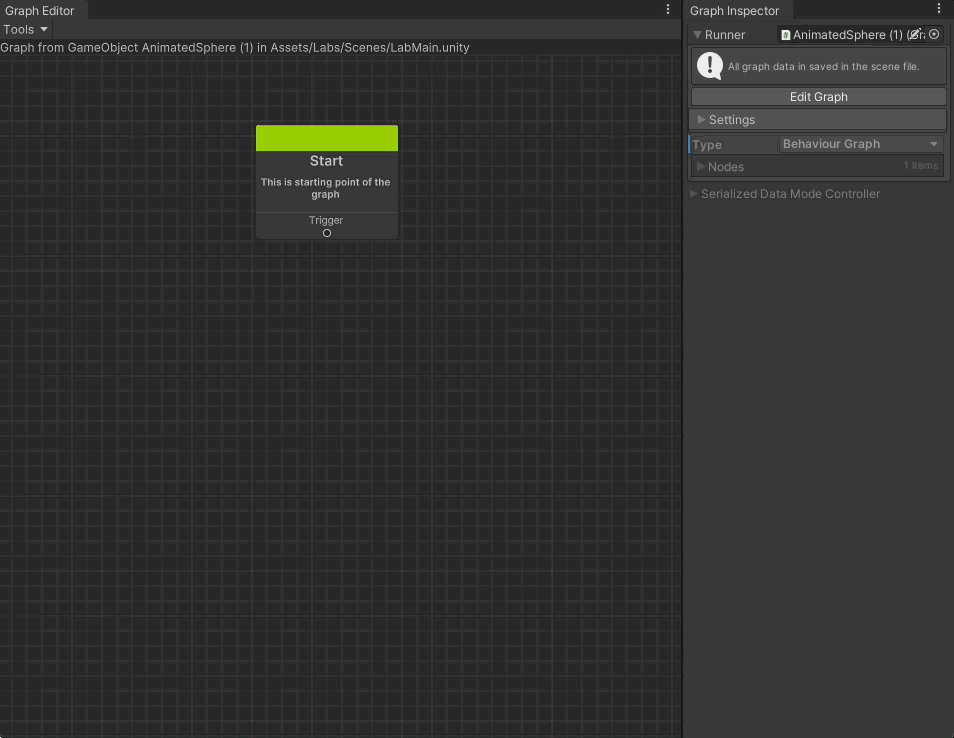 Graph Editor
Tools
Graph from GameObject AnimatedSphere (1) in Assets/Labs/Scenes/LabMain.unity
Start
This is starting point of the
graph
Trigger
Graph Inspector
Runner
AnimatedSphere (1)
All graph data in saved in the scene file.
Edit Graph
Settings
Type
Behaviour Graph
Nodes
1 Items
Serialized Data Mode Controller